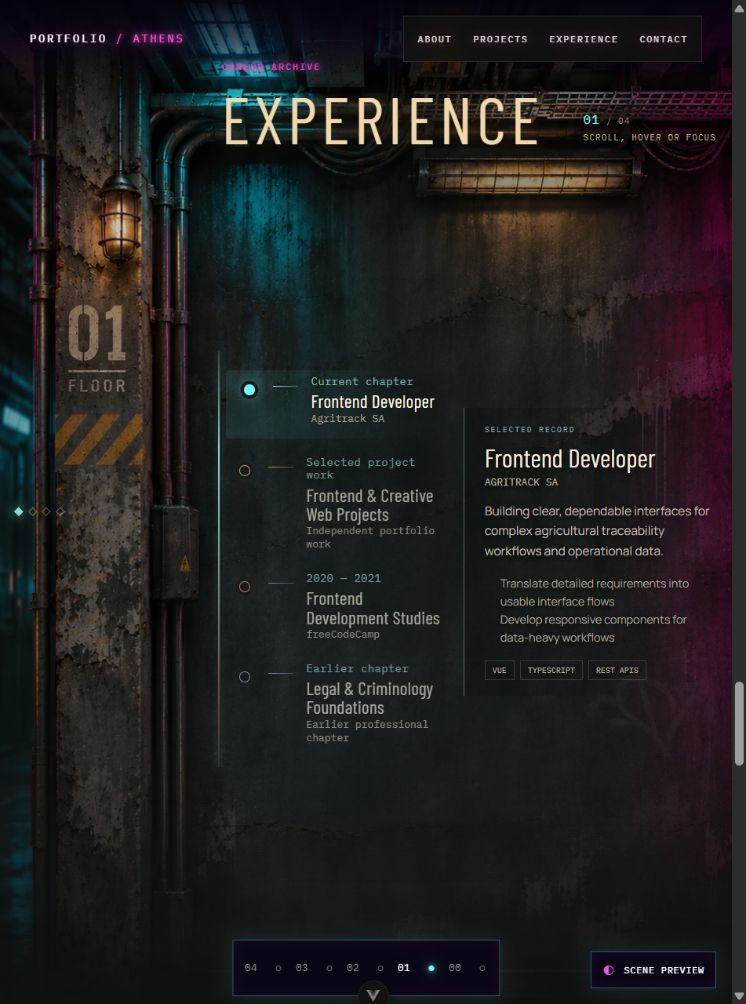 PORTFOLIO / ATHENS
ABOUT PROJECTS EXPERIENCE CONTACT
CAREER ARCHIVE
EXPERIENCE
01 / 04
SCROLL, HOVER OR FOCUS
01
FLOOR
Current chapter
Frontend Developer
Agritrack SA
Selected project
work
Frontend & Creative
Web Projects
Independent portfolio
work
2020 — 2021
Frontend
Development Studies
freeCodeCamp
Earlier chapter
Legal & Criminology
Foundations
Earlier professional
chapter
SELECTED RECORD
Frontend Developer
AGRITRACK SA
Building clear, dependable interfaces for
complex agricultural traceability
workflows and operational data.
Translate detailed requirements into
usable interface flows
Develop responsive components for
data-heavy workflows
VUE TYPESCRIPT REST APIS
04 03 02 01 00
SCENE PREVIEW